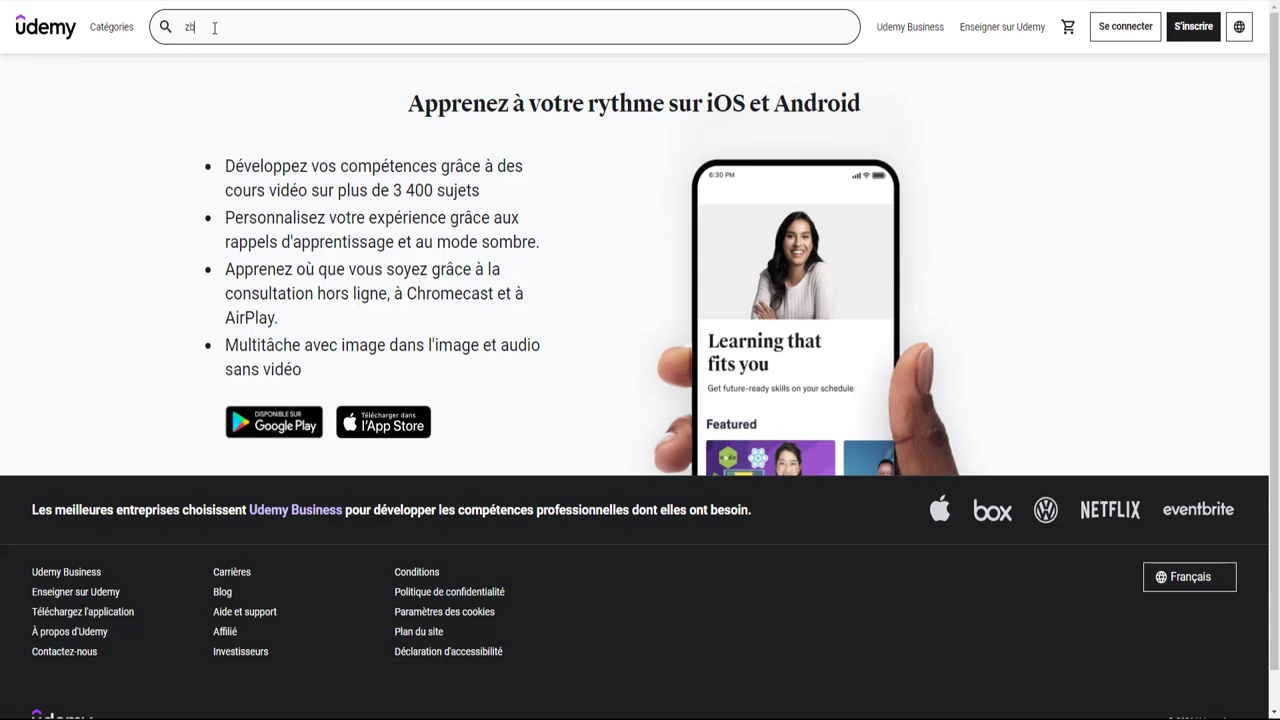 ûdemy
Catégories
zb
Udemy Business
Enseigner sur Udemy
Se connecter
S'inscrire
Apprenez à votre rythme sur iOS et Android
Développez vos compétences grâce à des
cours vidéo sur plus de 3 400 sujets
Personnalisez votre expérience grâce aux
rappels d'apprentissage et au mode sombre.
Apprenez où que vous soyez grâce à la
consultation hors ligne, à Chromecast et à
AirPlay.
Multitâche avec image dans l'image et audio
sans vidéo
DISPONIBLE SUR
Google Play
Télécharger dans
l'App Store
6:30 PM
Learning that
fits you
Get future-ready skills on your schedule
Featured
Les meilleures entreprises choisissent Udemy Business pour développer les compétences professionnelles dont elles ont besoin.
box
NETFLIX
eventbrite
Udemy Business
Enseigner sur Udemy
Téléchargez l'application
À propos d'Udemy
Contactez-nous
Carrières
Blog
Aide et support
Affilié
Investisseurs
Conditions
Politique de confidentialité
Paramètres des cookies
Plan du site
Déclaration d'accessibilité
Français